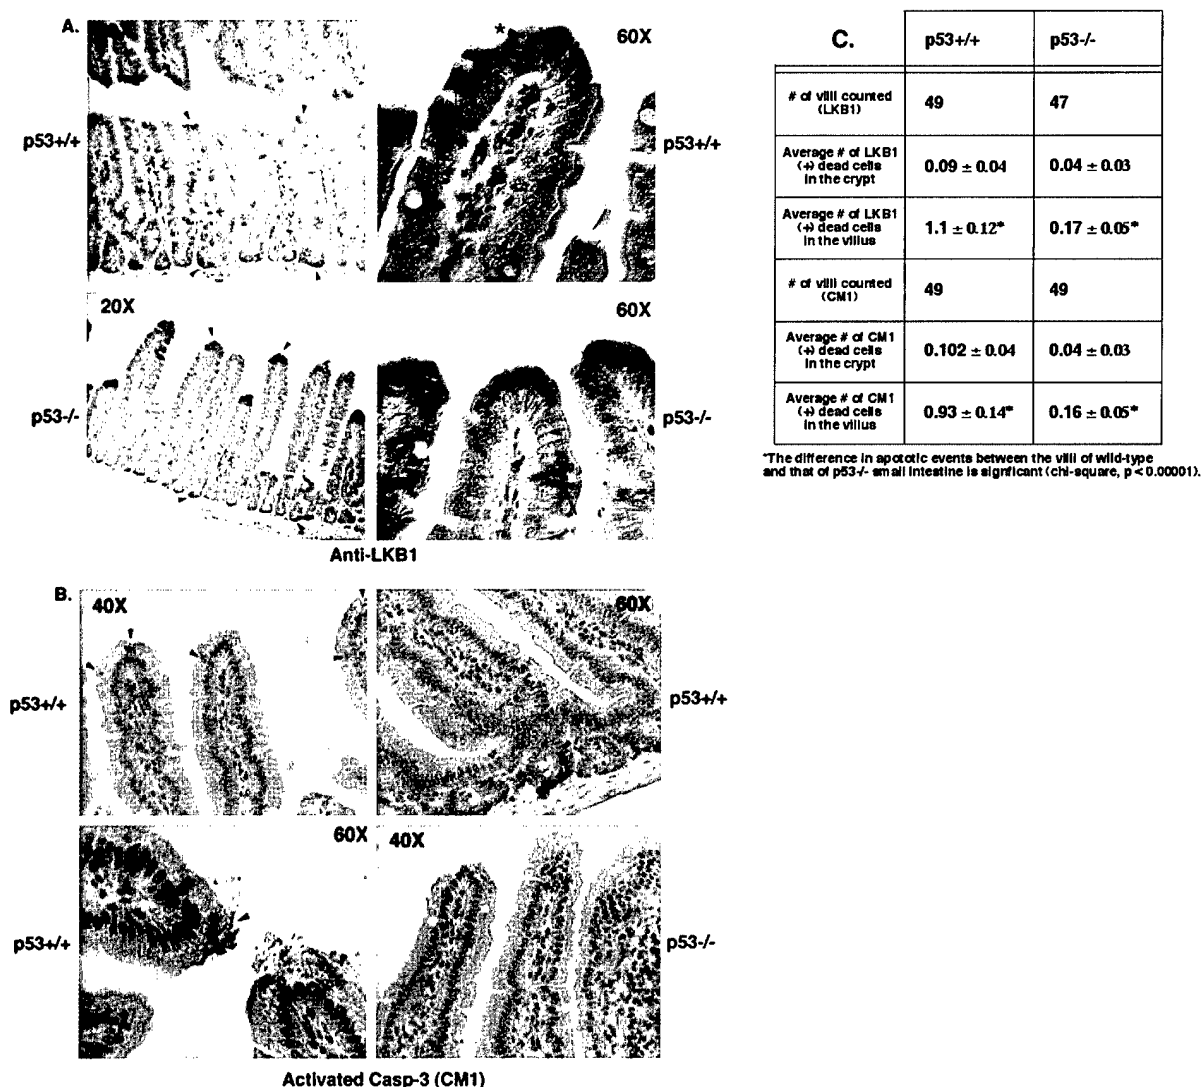 A.
60X
*
p53+/+
p53+/+
20X
60X
p53-/-
p53-/-
Anti-LKB1
B.
40X
60X
p53+/+
p53+/+
60X
40X
p53+/+
p53-/-
Activated Casp-3 (CM1)
C.
p53+/+
p53-/-
# of villi counted
(LKB1)
49
47
Average # of LKB1
(+) dead cells
in the crypt
0.09 ± 0.04
0.04 ± 0.03
Average # of LKB1
(+) dead cells
in the villus
1.1 ± 0.12*
0.17 ± 0.05*
# of villi counted
(CM1)
49
49
Average # of CM1
(+) dead cells
in the crypt
0.102 ± 0.04
0.04 ± 0.03
Average # of CM1
(+) dead cells
in the villus
0.93 ± 0.14*
0.16 ± 0.05*
*The difference in apototic events between the villi of wild-type
and that of p53-/- small intestine is signficant (chi-square, p < 0.00001).